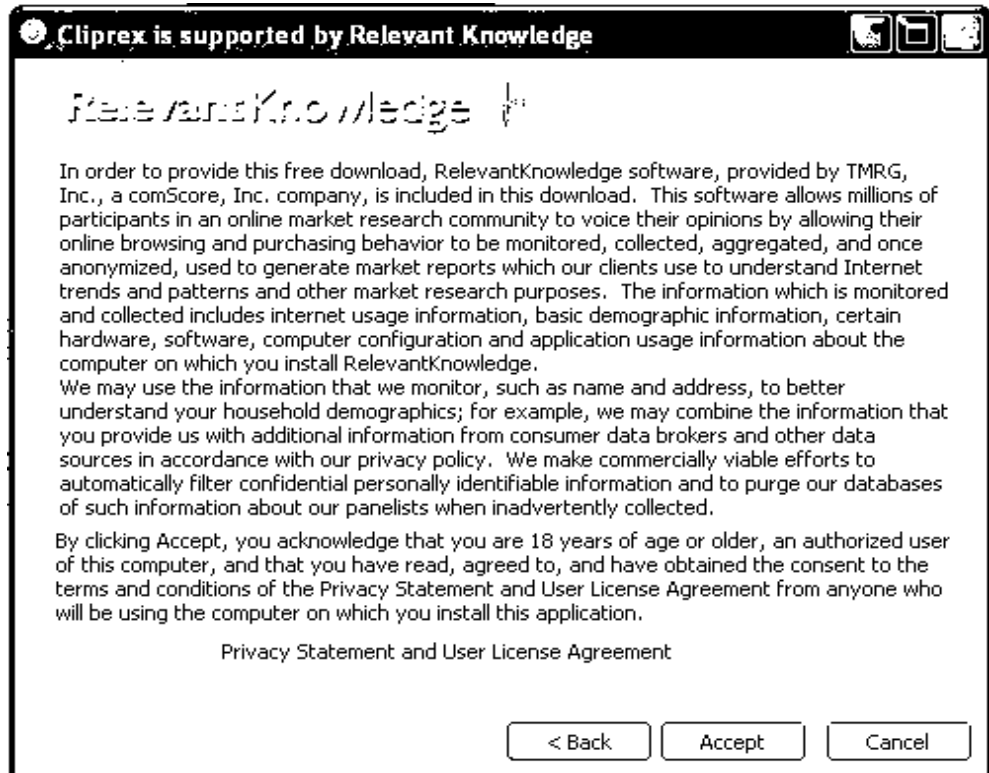 Cliprex is supported by Relevant Knowledge
RelevantKnowledge
In order to provide this free download, RelevantKnowledge software, provided by TMRG,
Inc., a comScore, Inc. company, is included in this download.  This software allows millions of
participants in an online market research community to voice their opinions by allowing their
online browsing and purchasing behavior to be monitored, collected, aggregated, and once
anonymized, used to generate market reports which our clients use to understand Internet
trends and patterns and other market research purposes.  The information which is monitored
and collected includes internet usage information, basic demographic information, certain
hardware, software, computer configuration and application usage information about the
computer on which you install RelevantKnowledge.
We may use the information that we monitor, such as name and address, to better
understand your household demographics; for example, we may combine the information that
you provide us with additional information from consumer data brokers and other data
sources in accordance with our privacy policy.  We make commercially viable efforts to
automatically filter confidential personally identifiable information and to purge our databases
of such information about our panelists when inadvertently collected.
By clicking Accept, you acknowledge that you are 18 years of age or older, an authorized user
of this computer, and that you have read, agreed to, and have obtained the consent to the
terms and conditions of the Privacy Statement and User License Agreement from anyone who
will be using the computer on which you install this application.
Privacy Statement and User License Agreement
< Back Accept Cancel